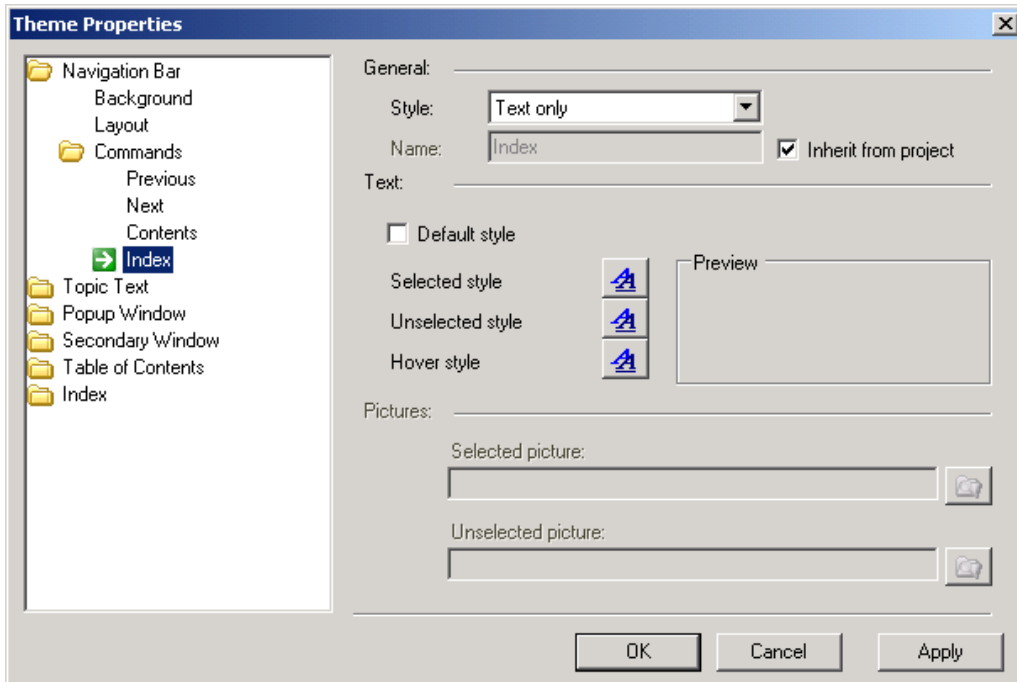 Theme Properties
Navigation Bar
Background
Layout
Commands
Previous
Next
Contents
Index
Topic Text
Popup Window
Secondary Window
Table of Contents
Index
General:
Style: Text only
Name: Index Inherit from project
Text:
Default style
Selected style
Unselected style
Hover style
Preview
Pictures:
Selected picture:
Unselected picture:
OK Cancel Apply